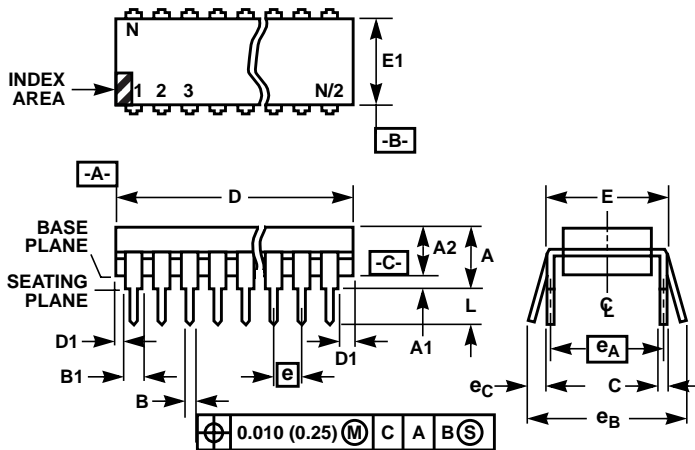 N
INDEX
AREA
1 2 3 N/2
E1
-B-
-A-
D
E
BASE
PLANE
A2
A
-C-
SEATING
PLANE
L
C
L
D1
A1
D1
e
eA
B1
B
eC
C
eB
0.010 (0.25) M C A B S